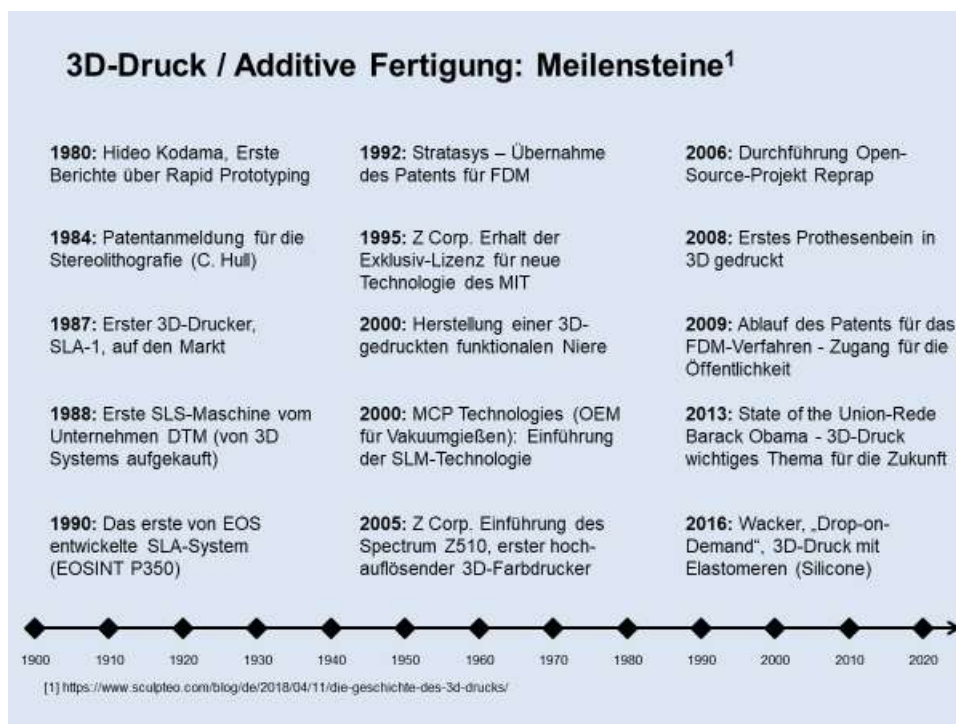 3D-Druck / Additive Fertigung: Meilensteine¹
1980: Hideo Kodama, Erste
Berichte über Rapid Prototyping
1984: Patentanmeldung für die
Stereolithografie (C. Hull)
1987: Erster 3D-Drucker,
SLA-1, auf den Markt
1988: Erste SLS-Maschine vom
Unternehmen DTM (von 3D
Systems aufgekauft)
1990: Das erste von EOS
entwickelte SLA-System
(EOSINT P350)
1992: Stratasys – Übernahme
des Patents für FDM
1995: Z Corp. Erhalt der
Exklusiv-Lizenz für neue
Technologie des MIT
2000: Herstellung einer 3D-
gedruckten funktionalen Niere
2000: MCP Technologies (OEM
für Vakuumgießen): Einführung
der SLM-Technologie
2005: Z Corp. Einführung des
Spectrum Z510, erster hoch-
auflösender 3D-Farbdrucker
2006: Durchführung Open-
Source-Projekt Reprap
2008: Erstes Prothesenbein in
3D gedruckt
2009: Ablauf des Patents für das
FDM-Verfahren - Zugang für die
Öffentlichkeit
2013: State of the Union-Rede
Barack Obama - 3D-Druck
wichtiges Thema für die Zukunft
2016: Wacker, „Drop-on-
Demand“, 3D-Druck mit
Elastomeren (Silicone)
1900 1910 1920 1930 1940 1950 1960 1970 1980 1990 2000 2010 2020
[1] https://www.sculpteo.com/blog/de/2018/04/11/die-geschichte-des-3d-drucks/